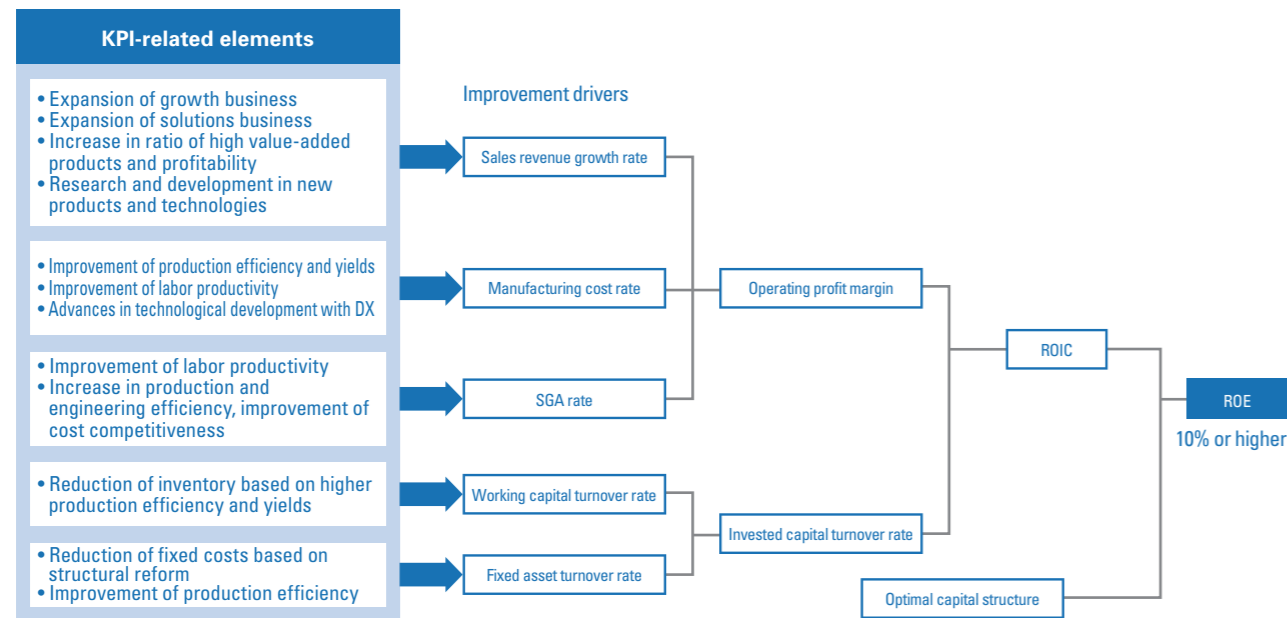 KPI-related elements
• Expansion of growth business
• Expansion of solutions business
• Increase in ratio of high value-added
products and profitability
• Research and development in new
products and technologies
• Improvement of production efficiency and yields
• Improvement of labor productivity
• Advances in technological development with DX
• Improvement of labor productivity
• Increase in production and
engineering efficiency, improvement of
cost competitiveness
• Reduction of inventory based on higher
production efficiency and yields
• Reduction of fixed costs based on
structural reform
• Improvement of production efficiency
Improvement drivers
Sales revenue growth rate
Manufacturing cost rate
SGA rate
Working capital turnover rate
Fixed asset turnover rate
Operating profit margin
Invested capital turnover rate
Optimal capital structure
ROIC
ROE
10% or higher